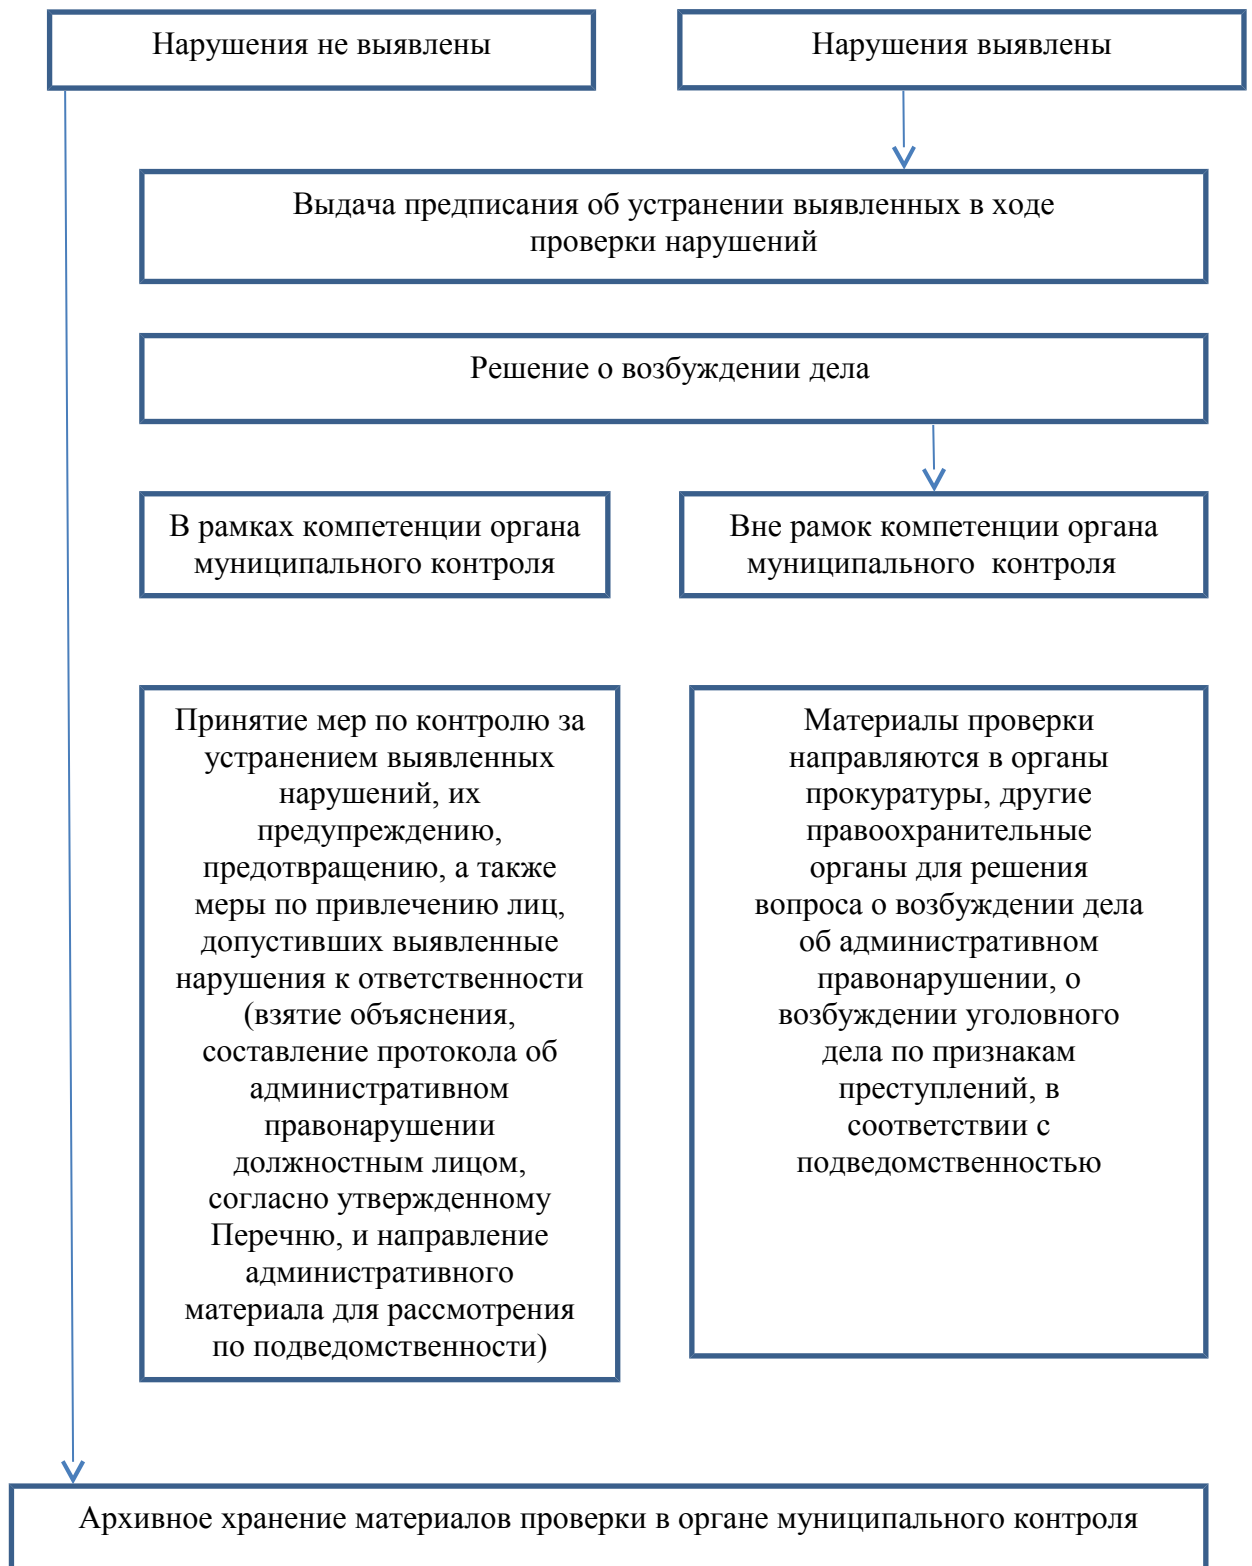 Нарушения не выявлены
Нарушения выявлены
Выдача предписания об устранении выявленных в ходе
проверки нарушений
Решение о возбуждении дела
В рамках компетенции органа
муниципального контроля
Вне рамок компетенции органа
муниципального контроля
Принятие мер по контролю за
устранением выявленных
нарушений, их
предупреждению,
предотвращению, а также
меры по привлечению лиц,
допустивших выявленные
нарушения к ответственности
(взятие объяснения,
составление протокола об
административном
правонарушении
должностным лицом,
согласно утвержденному
Перечню, и направление
административного
материала для рассмотрения
по подведомственности)
Материалы проверки
направляются в органы
прокуратуры, другие
правоохранительные
органы для решения
вопроса о возбуждении дела
об административном
правонарушении, о
возбуждении уголовного
дела по признакам
преступлений, в
соответствии с
подведомственностью
Архивное хранение материалов проверки в органе муниципального контроля